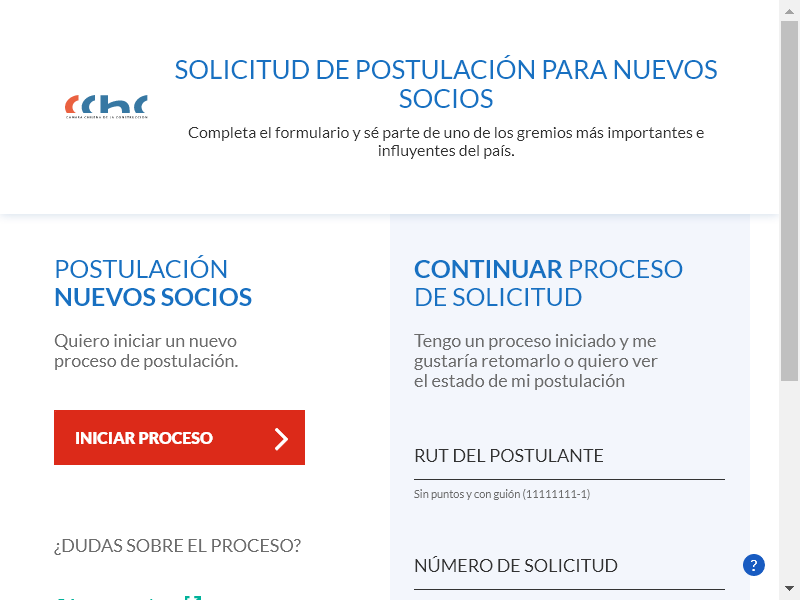 SOLICITUD DE POSTULACIÓN PARA NUEVOS
SOCIOS
Completa el formulario y sé parte de uno de los gremios más importantes e
influyentes del país.
cchc
CÁMARA CHILENA DE LA CONSTRUCCIÓN
POSTULACIÓN
NUEVOS SOCIOS
Quiero iniciar un nuevo
proceso de postulación.
INICIAR PROCESO
¿DUDAS SOBRE EL PROCESO?
CONTINUAR PROCESO
DE SOLICITUD
Tengo un proceso iniciado y me
gustaría retomarlo o quiero ver
el estado de mi postulación
RUT DEL POSTULANTE
Sin puntos y con guión (11111111-1)
NÚMERO DE SOLICITUD
?